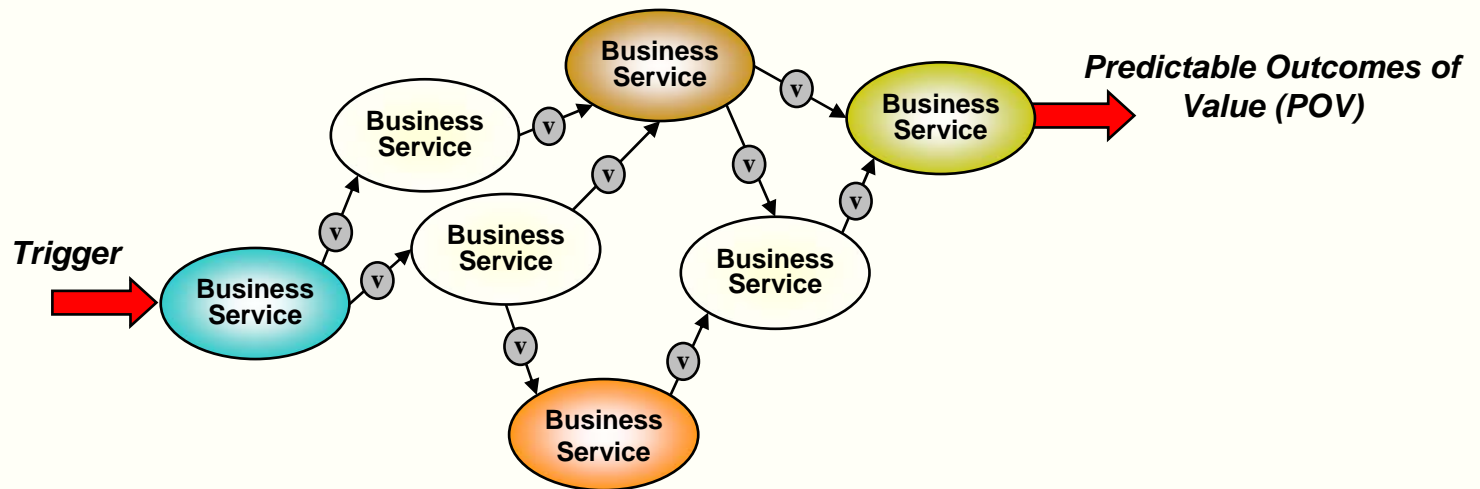 Business
Service
v
Predictable Outcomes of
Value (POV)
Business
Service
Business
Service
v
v
v
v
Business
Service
v
v
Trigger
Business
Service
v
Business
Service
v
v
Business
Service